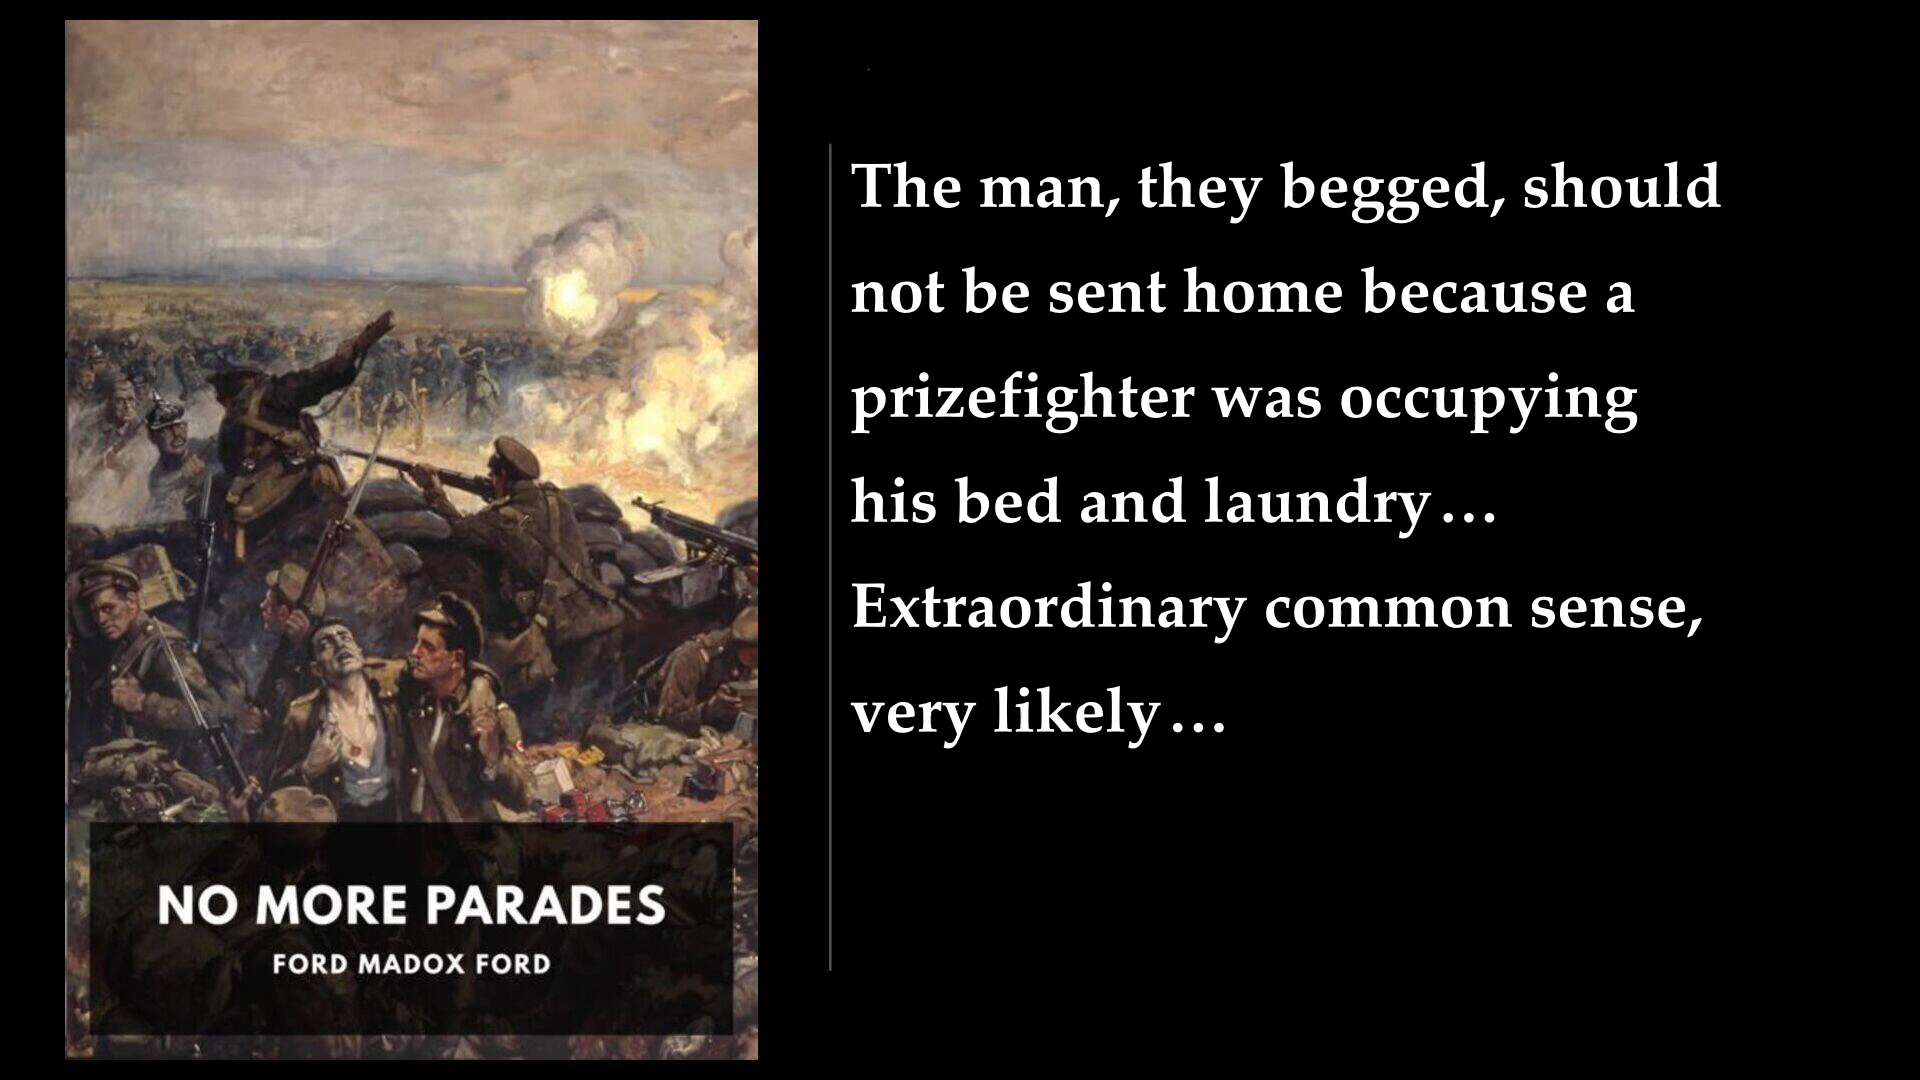 NO MORE PARADES
FORD MADOX FORD
The man, they begged, should
not be sent home because a
prizefighter was occupying
his bed and laundry…
Extraordinary common sense,
very likely…